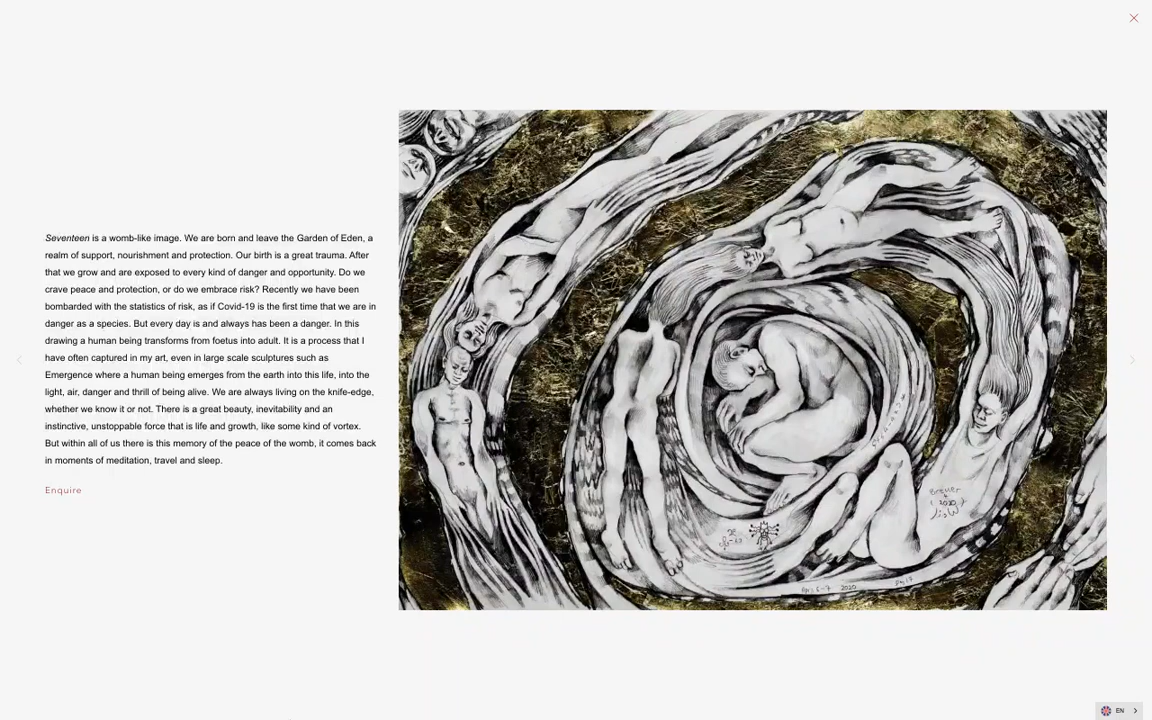 Seventeen is a womb-like image. We are born and leave the Garden of Eden, a
realm of support, nourishment and protection. Our birth is a great trauma. After
that we grow and are exposed to every kind of danger and opportunity. Do we
crave peace and protection, or do we embrace risk? Recently we have been
bombarded with the statistics of risk, as if Covid-19 is the first time that we are in
danger as a species. But every day is and always has been a danger. In this
drawing a human being transforms from foetus into adult. It is a process that I
have often captured in my art, even in large scale sculptures such as
Emergence where a human being emerges from the earth into this life, into the
light, air, danger and thrill of being alive. We are always living on the knife-edge,
whether we know it or not. There is a great beauty, inevitability and an
instinctive, unstoppable force that is life and growth, like some kind of vortex.
But within all of us there is this memory of the peace of the womb, it comes back
in moments of meditation, travel and sleep.
Enquire
2020
2020
EN